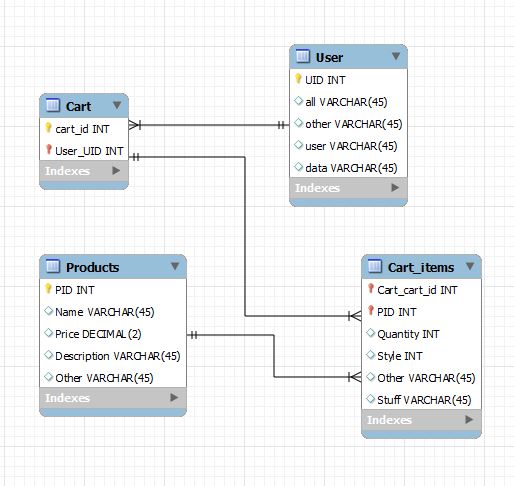 User
UID INT
all VARCHAR(45)
other VARCHAR(45)
user VARCHAR(45)
data VARCHAR(45)
Indexes
Cart
cart_id INT
User_UID INT
Indexes
Products
PID INT
Name VARCHAR(45)
Price DECIMAL(2)
Description VARCHAR(45)
Other VARCHAR(45)
Indexes
Cart_items
Cart_cart_id INT
PID INT
Quantity INT
Style INT
Other VARCHAR(45)
Stuff VARCHAR(45)
Indexes